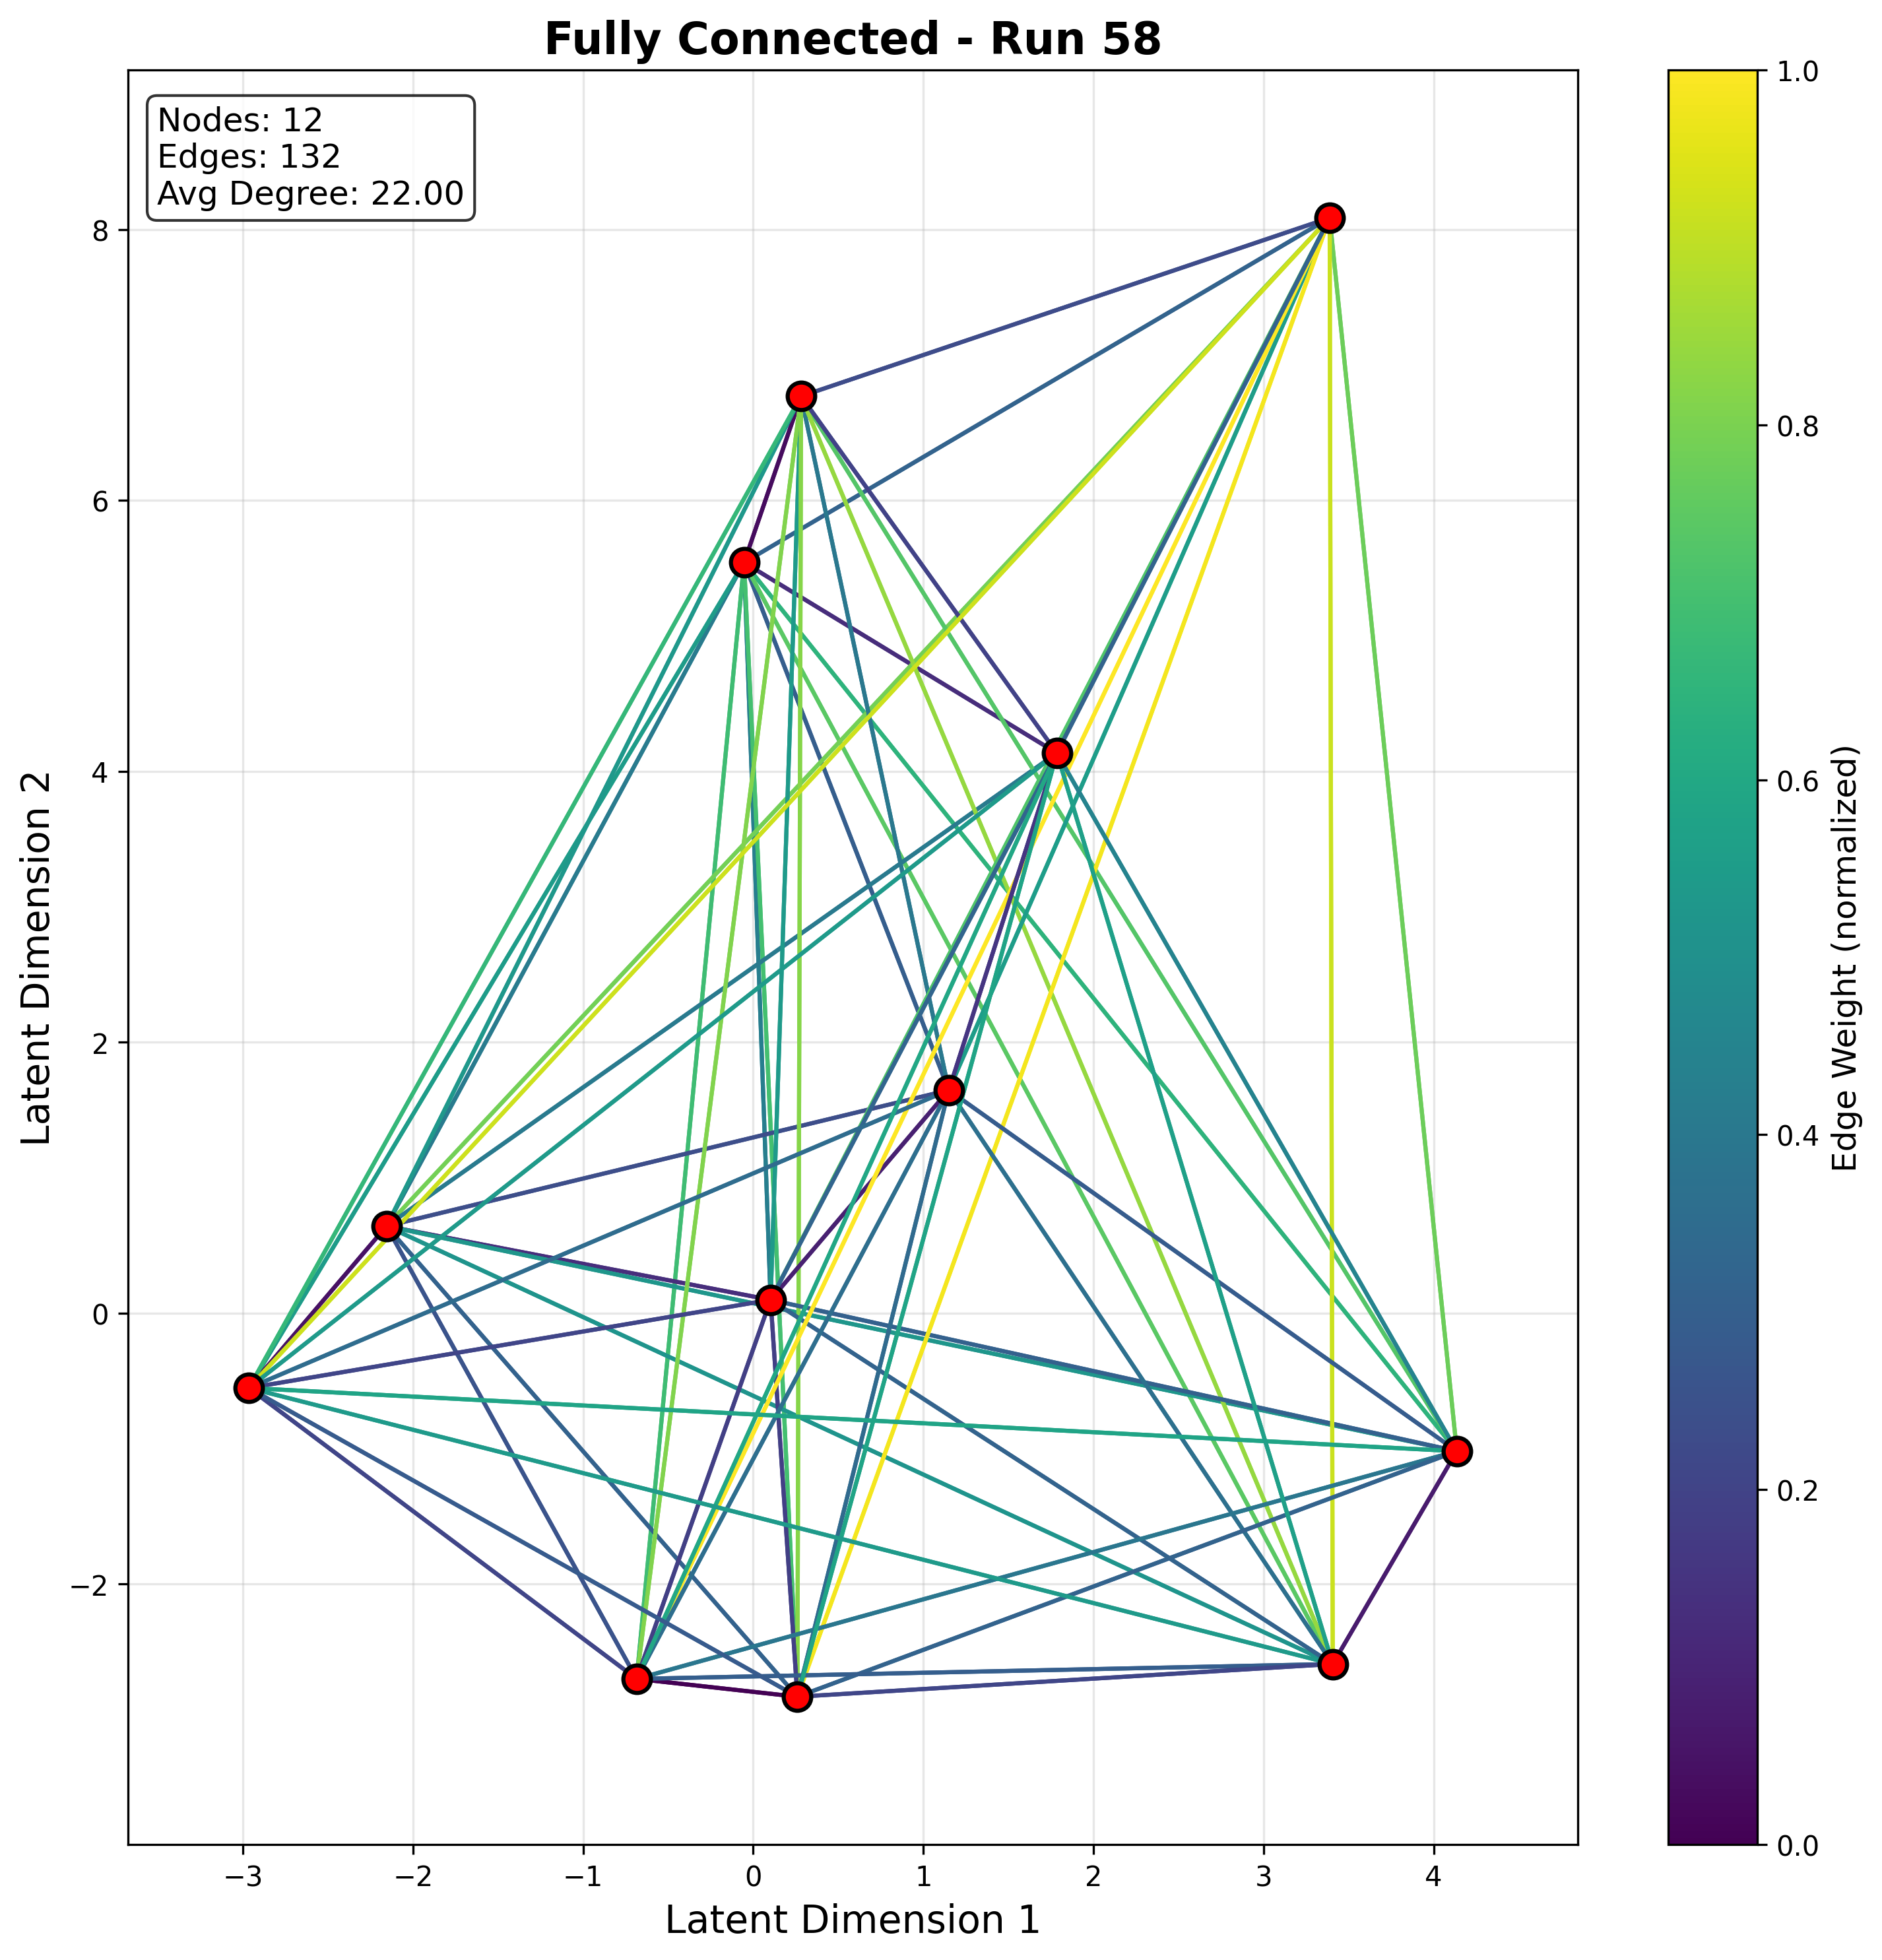 Fully Connected - Run 58
Nodes: 12
Edges: 132
Avg Degree: 22.00
8
6
4
2
0
−2
Latent Dimension 2
−3
−2
−1
0
1
2
3
4
Latent Dimension 1
1.0
0.8
0.6
0.4
0.2
0.0
Edge Weight (normalized)